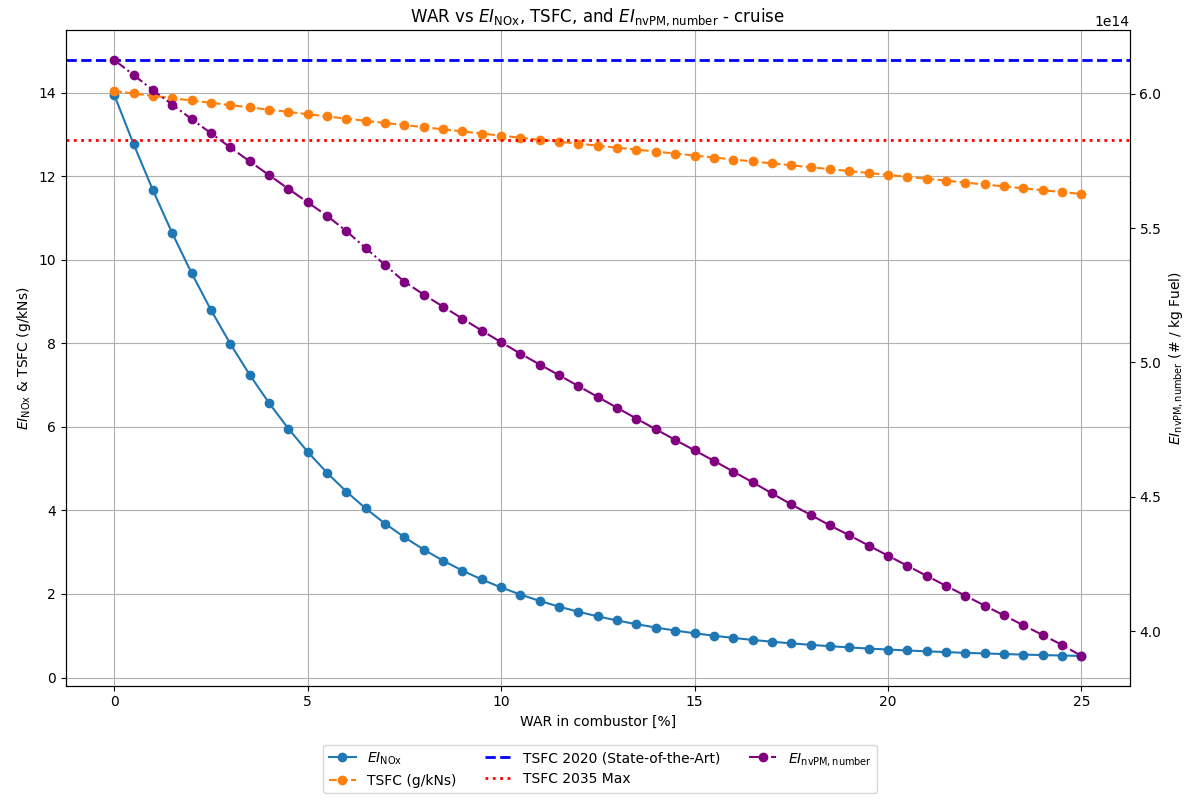 WAR vs EI_NOx, TSFC, and EI_nvPM, number - cruise
1e14
EI_NOx & TSFC (g/kNs)
14
12
10
8
6
4
2
0
6.0
5.5
5.0
4.5
4.0
EI_nvPM, number (# / kg Fuel)
0 5 10 15 20 25
WAR in combustor [%]
EI_NOx
TSFC (g/kNs)
TSFC 2020 (State-of-the-Art)
TSFC 2035 Max
EI_nvPM, number